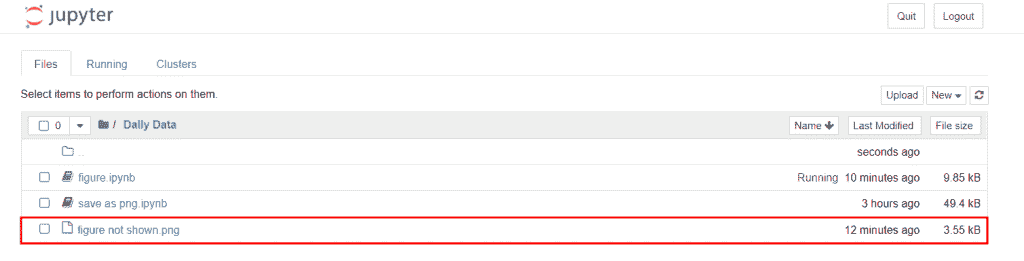 jupyter Quit Logout
Files Running Clusters
Select items to perform actions on them. Upload New
0 / Dally Data Name Last Modified File size
.. seconds ago
figure.ipynb Running 10 minutes ago 9.85 kB
save as png.ipynb 3 hours ago 49.4 kB
figure not shown.png 12 minutes ago 3.55 kB